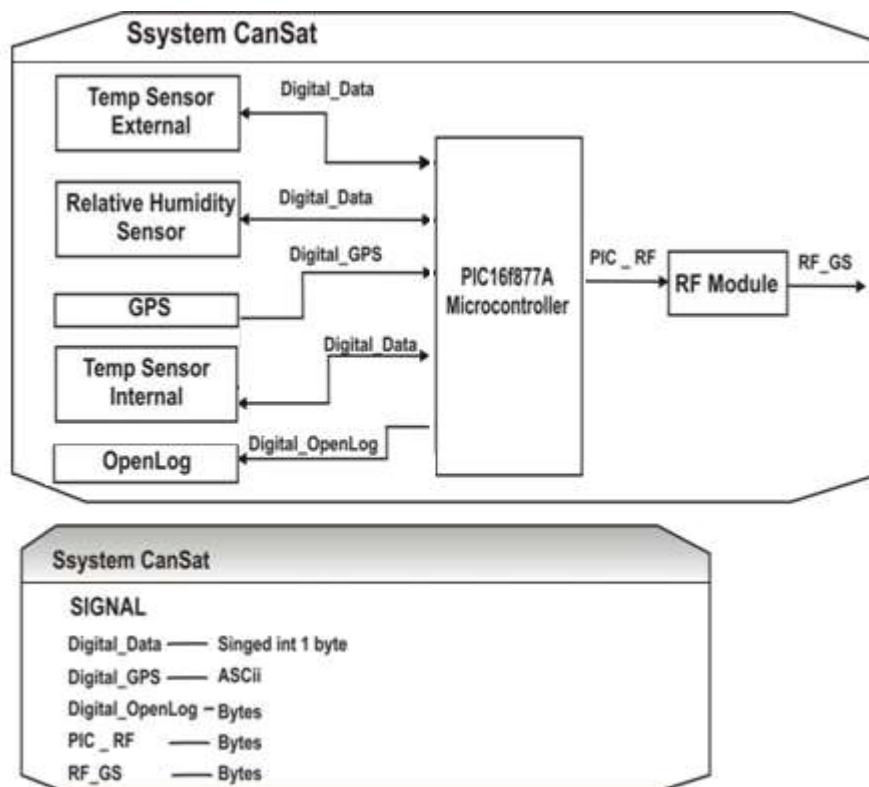 Ssystem CanSat
Temp Sensor
External
Digital_Data
Relative Humidity
Sensor
Digital_Data
Digital_GPS
GPS
Temp Sensor
Internal
Digital_Data
OpenLog
Digital_OpenLog
PIC16f877A
Microcontroller
PIC _ RF
RF Module
RF_GS
Ssystem CanSat
SIGNAL
Digital_Data — Singed int 1 byte
Digital_GPS — ASCii
Digital_OpenLog – Bytes
PIC _ RF — Bytes
RF_GS — Bytes